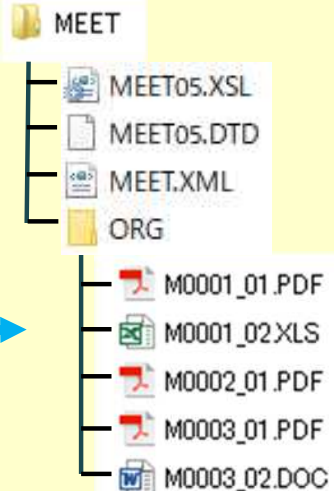 MEET
MEET05.XSL
MEET05.DTD
MEET.XML
ORG
M0001_01.PDF
M0001_02.XLS
M0002_01.PDF
M0003_01.PDF
M0003_02.DOC